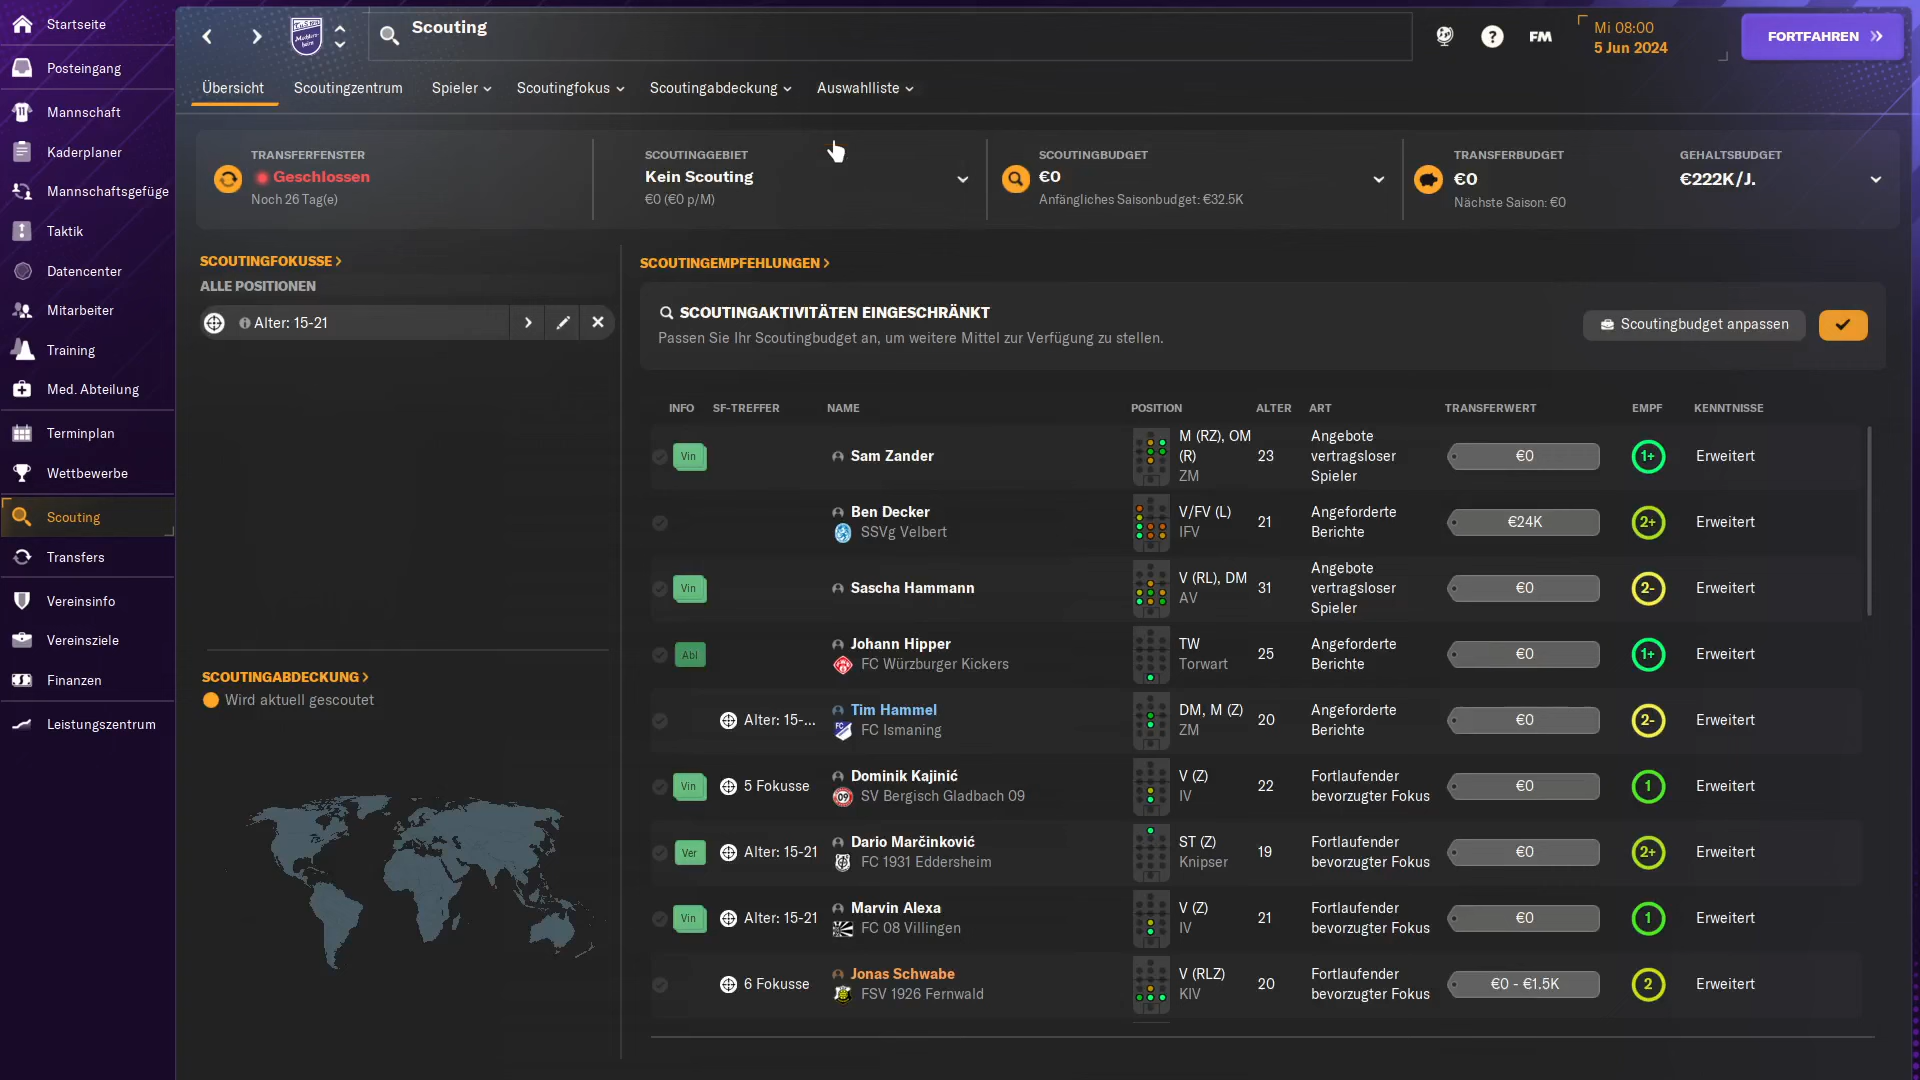 Startseite
Posteingang
Mannschaft
Kaderplaner
Mannschaftsgefüge
Taktik
Datencenter
Mitarbeiter
Training
Med. Abteilung
Terminplan
Wettbewerbe
Scouting
Transfers
Vereinsinfo
Vereinsziele
Finanzen
Leistungszentrum
Scouting
FM
Mi 08:00
5 Jun 2024
FORTFAHREN
Übersicht Scoutingzentrum Spieler Scoutingfokus Scoutingabdeckung Auswahlliste
TRANSFERFENSTER
Geschlossen
Noch 26 Tag(e)
SCOUTINGGEBIET
Kein Scouting
€0 (€0 p/M)
SCOUTINGBUDGET
€0
Anfängliches Saisonbudget: €32.5K
TRANSFERBUDGET
€0
Nächste Saison: €0
GEHALTSBUDGET
€222K/J.
SCOUTINGFOKUSSE
ALLE POSITIONEN
Alter: 15-21
SCOUTINGABDECKUNG
Wird aktuell gescoutet
SCOUTINGEMPFEHLUNGEN
SCOUTINGAKTIVITÄTEN EINGESCHRÄNKT
Passen Sie Ihr Scoutingbudget an, um weitere Mittel zur Verfügung zu stellen.
Scoutingbudget anpassen
INFO SF-TREFFER NAME POSITION ALTER ART TRANSFERWERT EMPF KENNTNISSE
Vin Sam Zander M (RZ), OM (R) ZM 23 Angebote vertragsloser Spieler €0 1+ Erweitert
Ben Decker SSVg Velbert V/FV (L) IFV 21 Angeforderte Berichte €24K 2+ Erweitert
Vin Sascha Hammann V (RL), DM AV 31 Angebote vertragsloser Spieler €0 2- Erweitert
Abl Johann Hipper FC Würzburger Kickers TW Torwart 25 Angeforderte Berichte €0 1+ Erweitert
Alter: 15-... Tim Hammel FC Ismaning DM, M (Z) ZM 20 Angeforderte Berichte €0 2- Erweitert
Vin 5 Fokusse Dominik Kajinić SV Bergisch Gladbach 09 V (Z) IV 22 Fortlaufender bevorzugter Fokus €0 1 Erweitert
Ver Alter: 15-21 Dario Marčinković FC 1931 Eddersheim ST (Z) Knipser 19 Fortlaufender bevorzugter Fokus €0 2+ Erweitert
Vin Alter: 15-21 Marvin Alexa FC 08 Villingen V (Z) IV 21 Fortlaufender bevorzugter Fokus €0 1 Erweitert
6 Fokusse Jonas Schwabe FSV 1926 Fernwald V (RLZ) KIV 20 Fortlaufender bevorzugter Fokus €0 - €1.5K 2 Erweitert